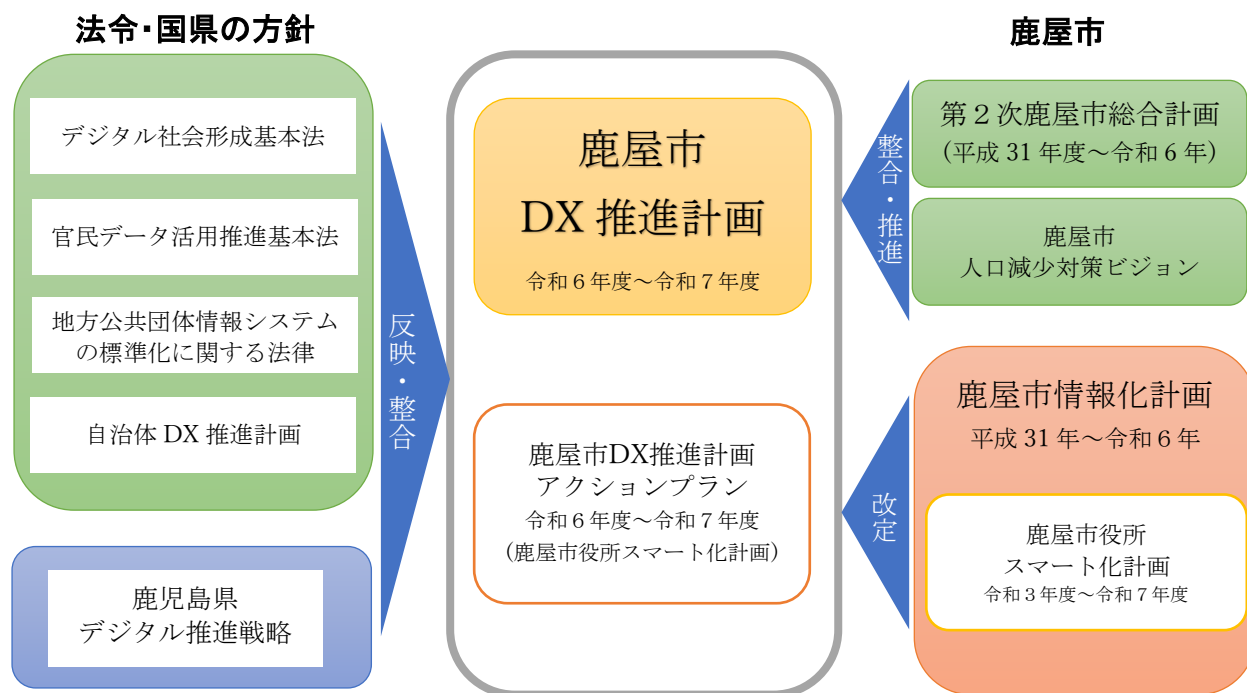 法令・国県の方針
デジタル社会形成基本法
官民データ活用推進基本法
地方公共団体情報システム
の標準化に関する法律
自治体 DX 推進計画
鹿児島県
デジタル推進戦略
反映・整合
鹿屋市
DX 推進計画
令和６年度～令和７年度
鹿屋市DX推進計画
アクションプラン
令和６年度～令和７年度
(鹿屋市役所スマート化計画)
鹿屋市
整合・推進
第２次鹿屋市総合計画
(平成 31 年度～令和６年)
鹿屋市
人口減少対策ビジョン
改定
鹿屋市情報化計画
平成 31 年～令和６年
鹿屋市役所
スマート化計画
令和３年度～令和７年度